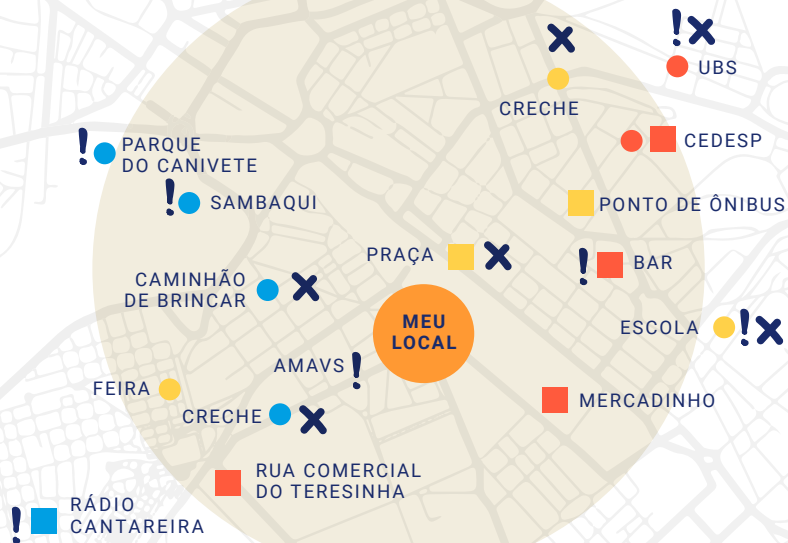 UBS
CRECHE
CEDESP
PARQUE
DO CANIVETE
SAMBAQUI
PONTO DE ÔNIBUS
PRAÇA
BAR
CAMINHÃO
DE BRINCAR
MEU
LOCAL
ESCOLA
AMAVS
FEIRA
MERCADINHO
CRECHE
RUA COMERCIAL
DO TERESINHA
RÁDIO
CANTAREIRA